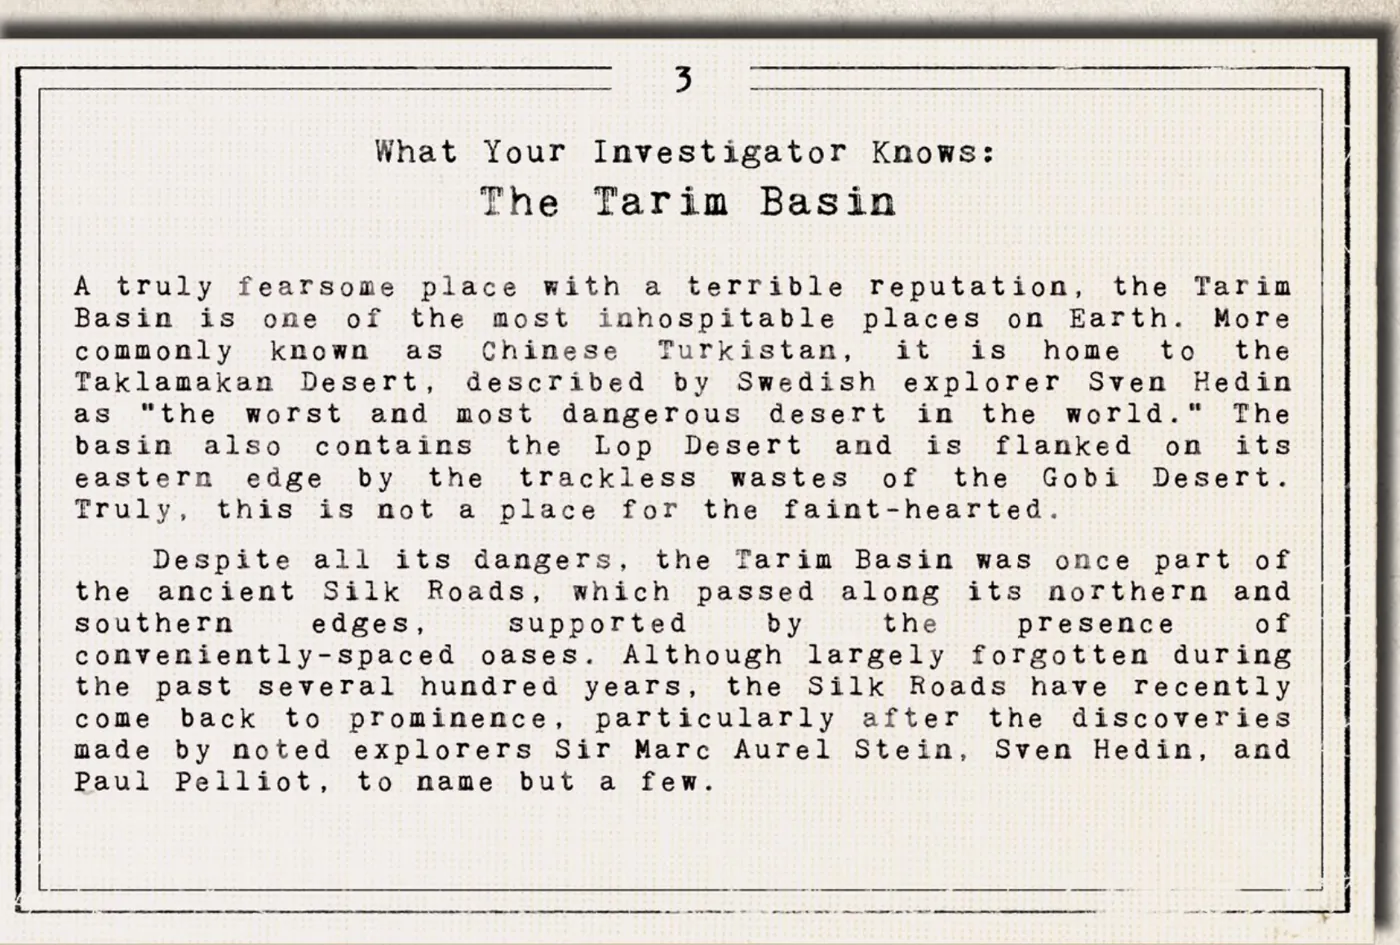 3
What Your Investigator Knows:
The Tarim Basin
A truly fearsome place with a terrible reputation, the Tarim
Basin is one of the most inhospitable places on Earth. More
commonly known as Chinese Turkistan, it is home to the
Taklamakan Desert, described by Swedish explorer Sven Hedin
as "the worst and most dangerous desert in the world." The
basin also contains the Lop Desert and is flanked on its
eastern edge by the trackless wastes of the Gobi Desert.
Truly, this is not a place for the faint-hearted.
Despite all its dangers, the Tarim Basin was once part of
the ancient Silk Roads, which passed along its northern and
southern edges, supported by the presence of
conveniently-spaced oases. Although largely forgotten during
the past several hundred years, the Silk Roads have recently
come back to prominence, particularly after the discoveries
made by noted explorers Sir Marc Aurel Stein, Sven Hedin, and
Paul Pelliot, to name but a few.